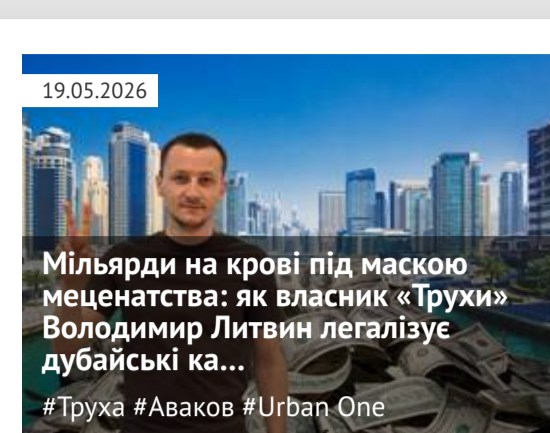 19.05.2026
Мільярди на крові під маскою
меценатства: як власник «Трухи»
Володимир Литвин легалізує
дубайські ка...
#Труха #Аваков #Urban One